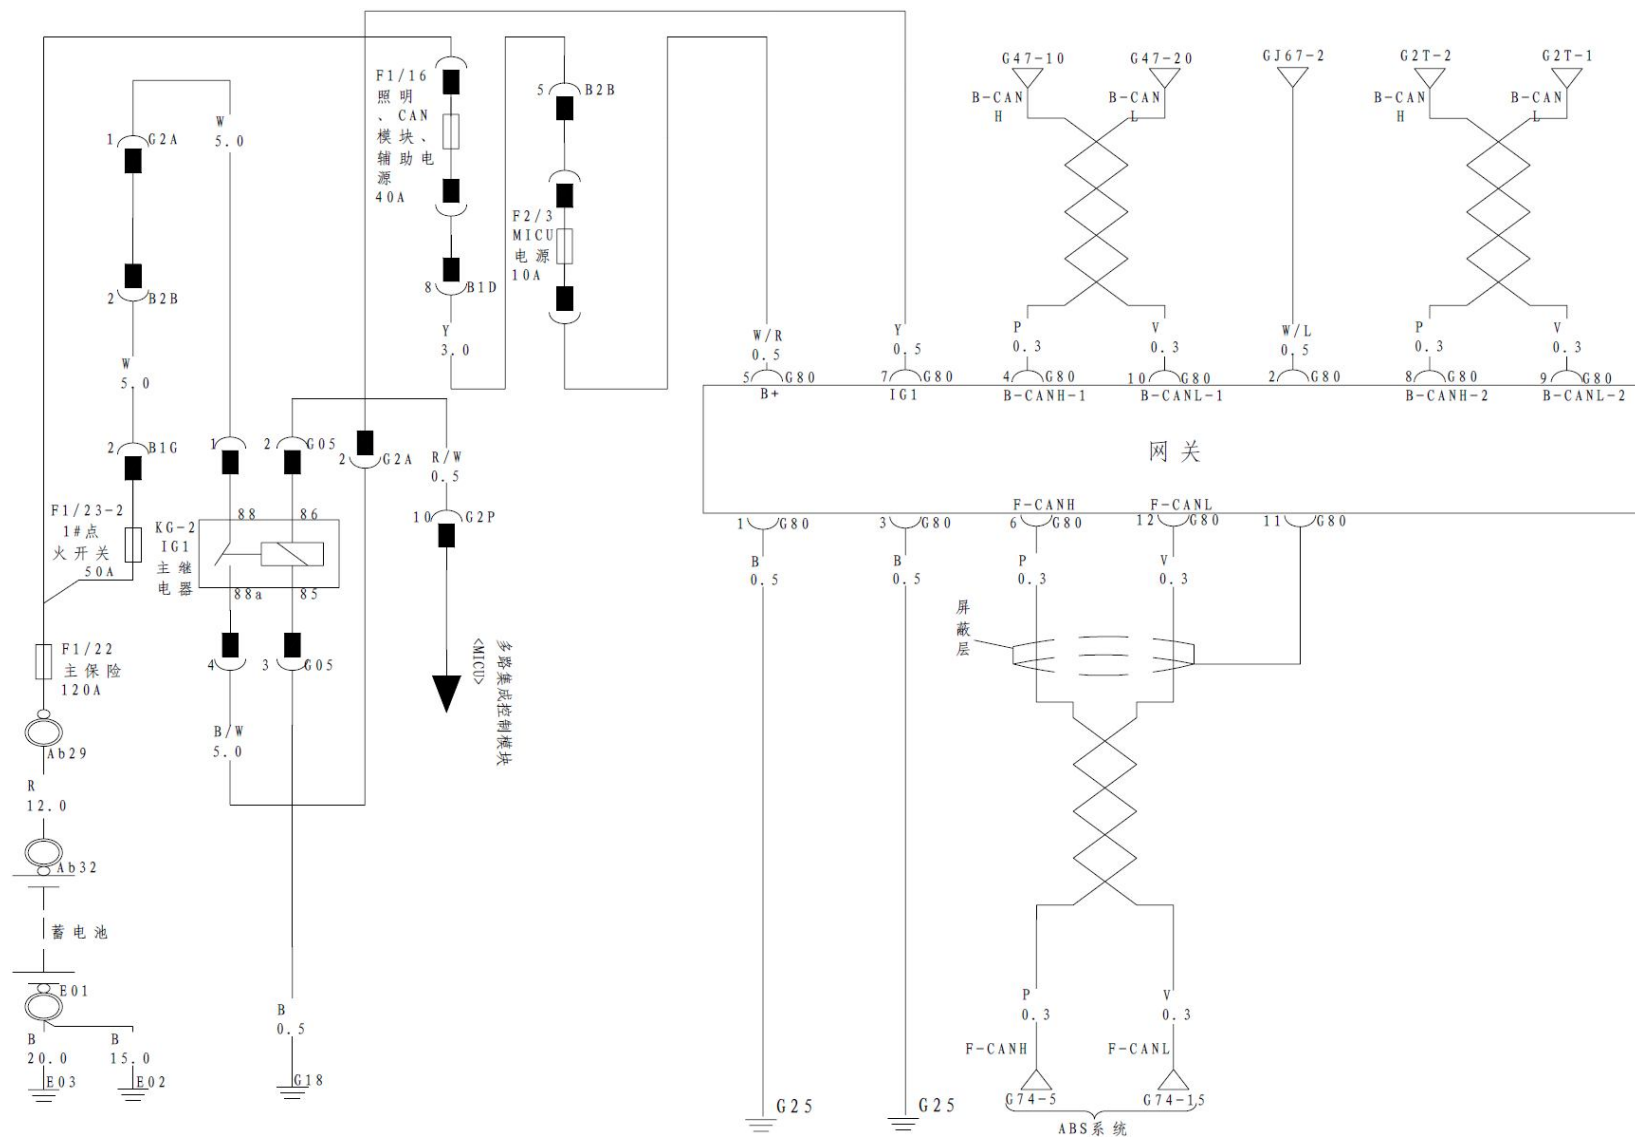 G47-10
G47-20
GJ67-2
G2T-2
G2T-1
F1/16
照明
、CAN
模块、
辅助电
源
40A
5
B2B
B-CAN
H
B-CAN
L
B-CAN
H
B-CAN
L
W
5.0
1
G2A
F2/3
MICU
电源
10A
2
B2B
8
B1D
Y
3.0
W/R
0.5
Y
0.5
P
0.3
V
0.3
W/L
0.5
P
0.3
V
0.3
W
5.0
5
G80
7
G80
4
G80
10
G80
2
G80
8
G80
9
G80
B+
IG1
B-CANH-1
B-CANL-1
B-CANH-2
B-CANL-2
2
B1G
1
2
G05
2
G2A
R/W
0.5
网关
F1/23-2
1#点
火开关
50A
KG-2
IG1
主继
电器
88
86
88a
85
10
G2P
F-CANH
F-CANL
1
G80
3
G80
6
G80
12
G80
11
G80
B
0.5
B
0.5
P
0.3
V
0.3
屏
蔽
层
F1/22
主保险
120A
4
3
G05
多路集成控制模块
<MICU>
B/W
5.0
Ab29
R
12.0
Ab32
蓄电池
E01
B
20.0
B
15.0
E03
E02
B
0.5
G18
P
0.3
V
0.3
F-CANH
F-CANL
G74-5
G74-15
G25
G25
ABS系统